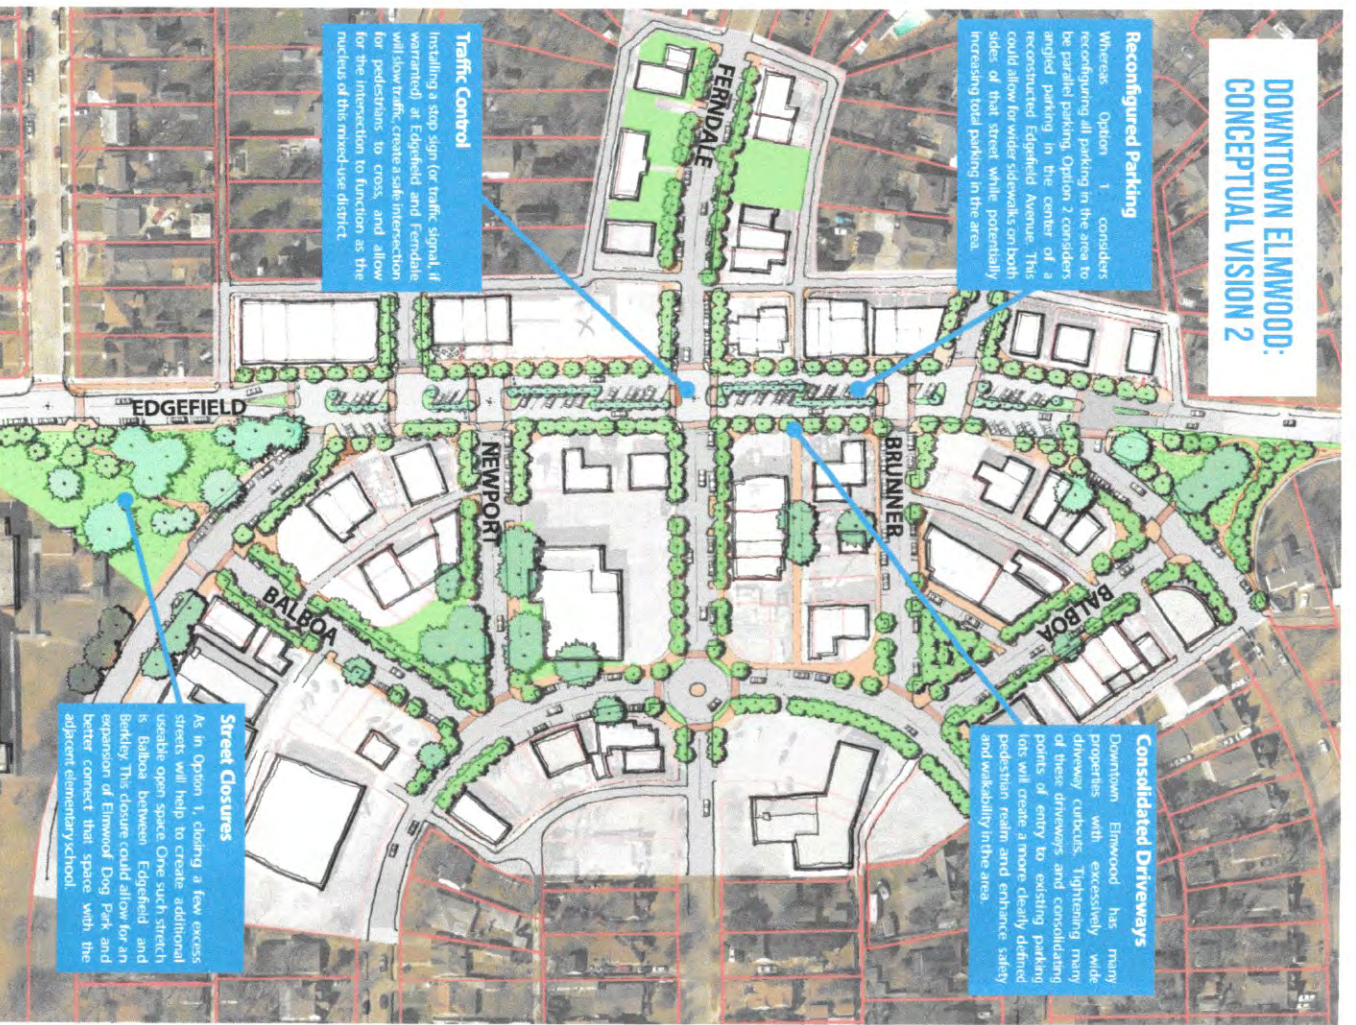 DOWNTOWN ELMWOOD:
CONCEPTUAL VISION 2
Reconfigured Parking
Whereas Option 1 considers
reconfiguring all parking in the area to
be parallel parking, Option 2 considers
angled parking in the center of a
reconstructed Edgefield Avenue. This
could allow for wider sidewalks on both
sides of that street while potentially
increasing total parking in the area.
Consolidated Driveways
Downtown Elmwood has many
properties with excessively wide
driveway curbcuts. Tightening many
of these driveways and consolidating
points of entry to existing parking
lots will create a more clearly defined
pedestrian realm and enhance safety
and walkability in the area.
Traffic Control
Installing a stop sign (or traffic signal, if
warranted) at Edgefield and Ferndale
will slow traffic, create a safe intersection
for pedestrians to cross, and allow
for the intersection to function as the
nucleus of this mixed-use district.
Street Closures
As in Option 1, closing a few excess
streets will help to create additional
useable open space. One such stretch
is Balboa between Edgefield and
Berkley. This closure could allow for an
expansion of Elmwoof Dog Park and
better connect that space with the
adjacent elementary school.
FERNDALE
BRUNNER
BALBOA
EDGEFIELD
NEWPORT
BALBOA